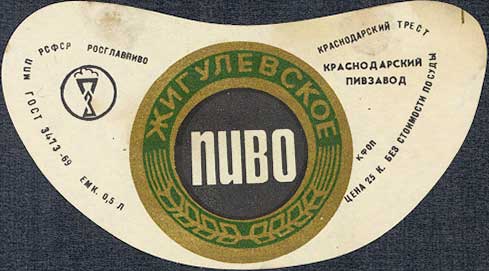 МПП РСФСР РОСГЛАВПИВО
ГОСТ 3473-69
ЕМК. 0,5 Л
ЖИГУЛЕВСКОЕ
ПИВО
КРАСНОДАРСКИЙ ТРЕСТ
КРАСНОДАРСКИЙ
ПИВЗАВОД
КФОП
ЦЕНА 25 К. БЕЗ СТОИМОСТИ ПОСУДЫ